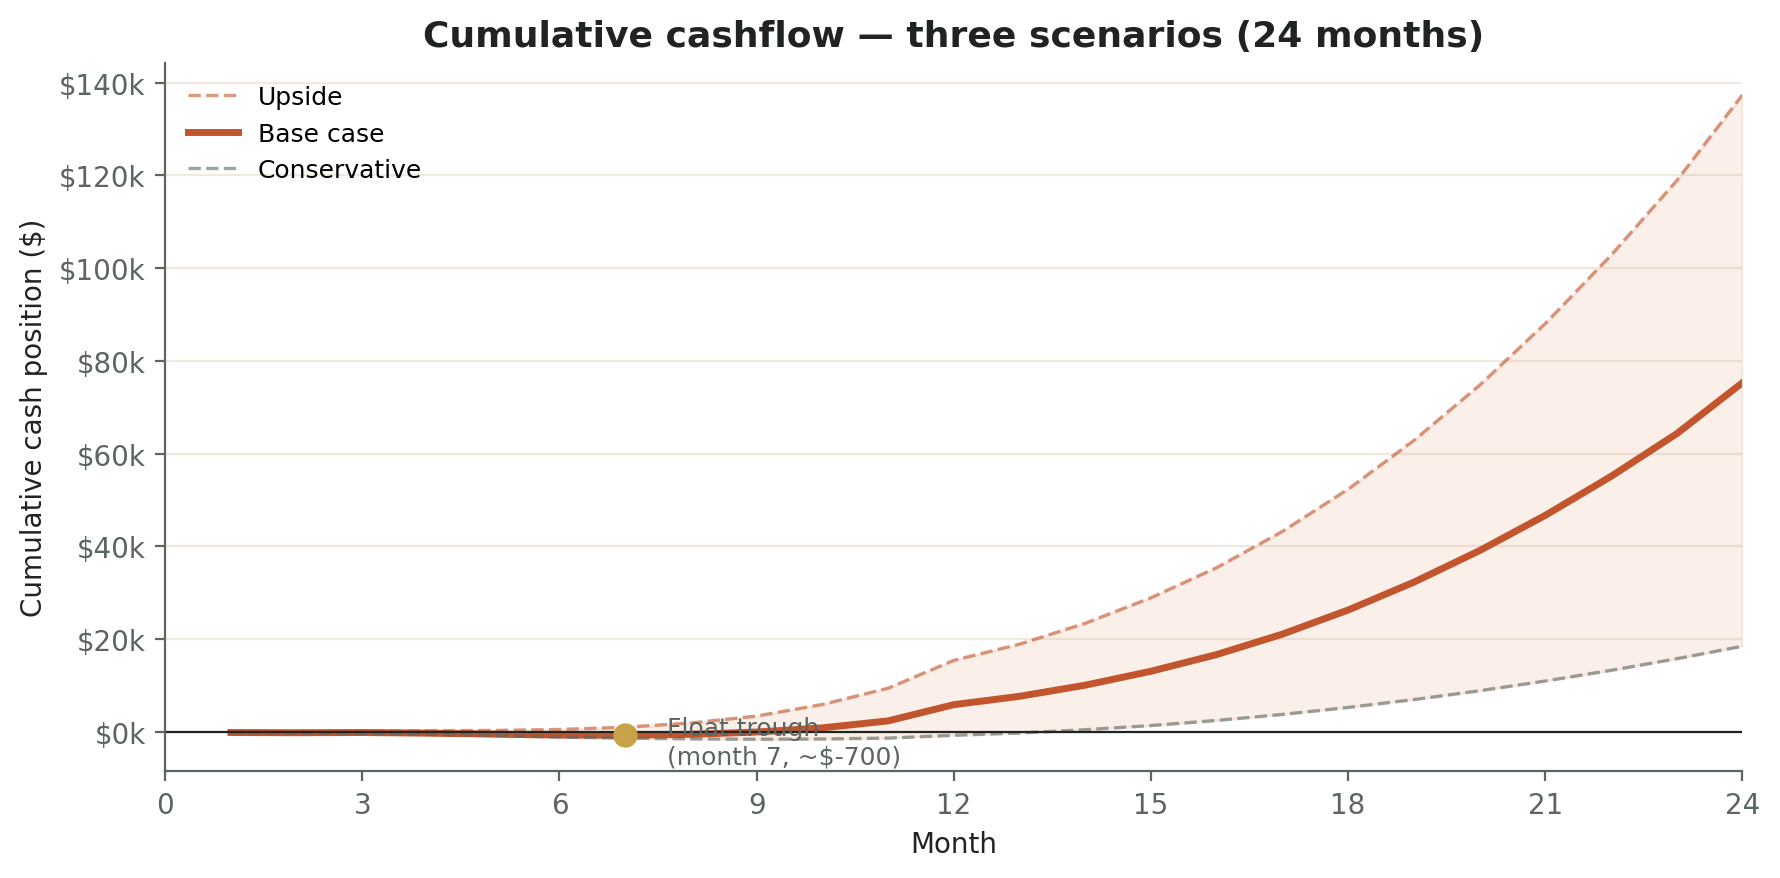 Cumulative cashflow — three scenarios (24 months)
Upside
Base case
Conservative
Cumulative cash position ($)
$140k
$120k
$100k
$80k
$60k
$40k
$20k
$0k
Float trough
(month 7, ~$-700)
0 3 6 9 12 15 18 21 24
Month